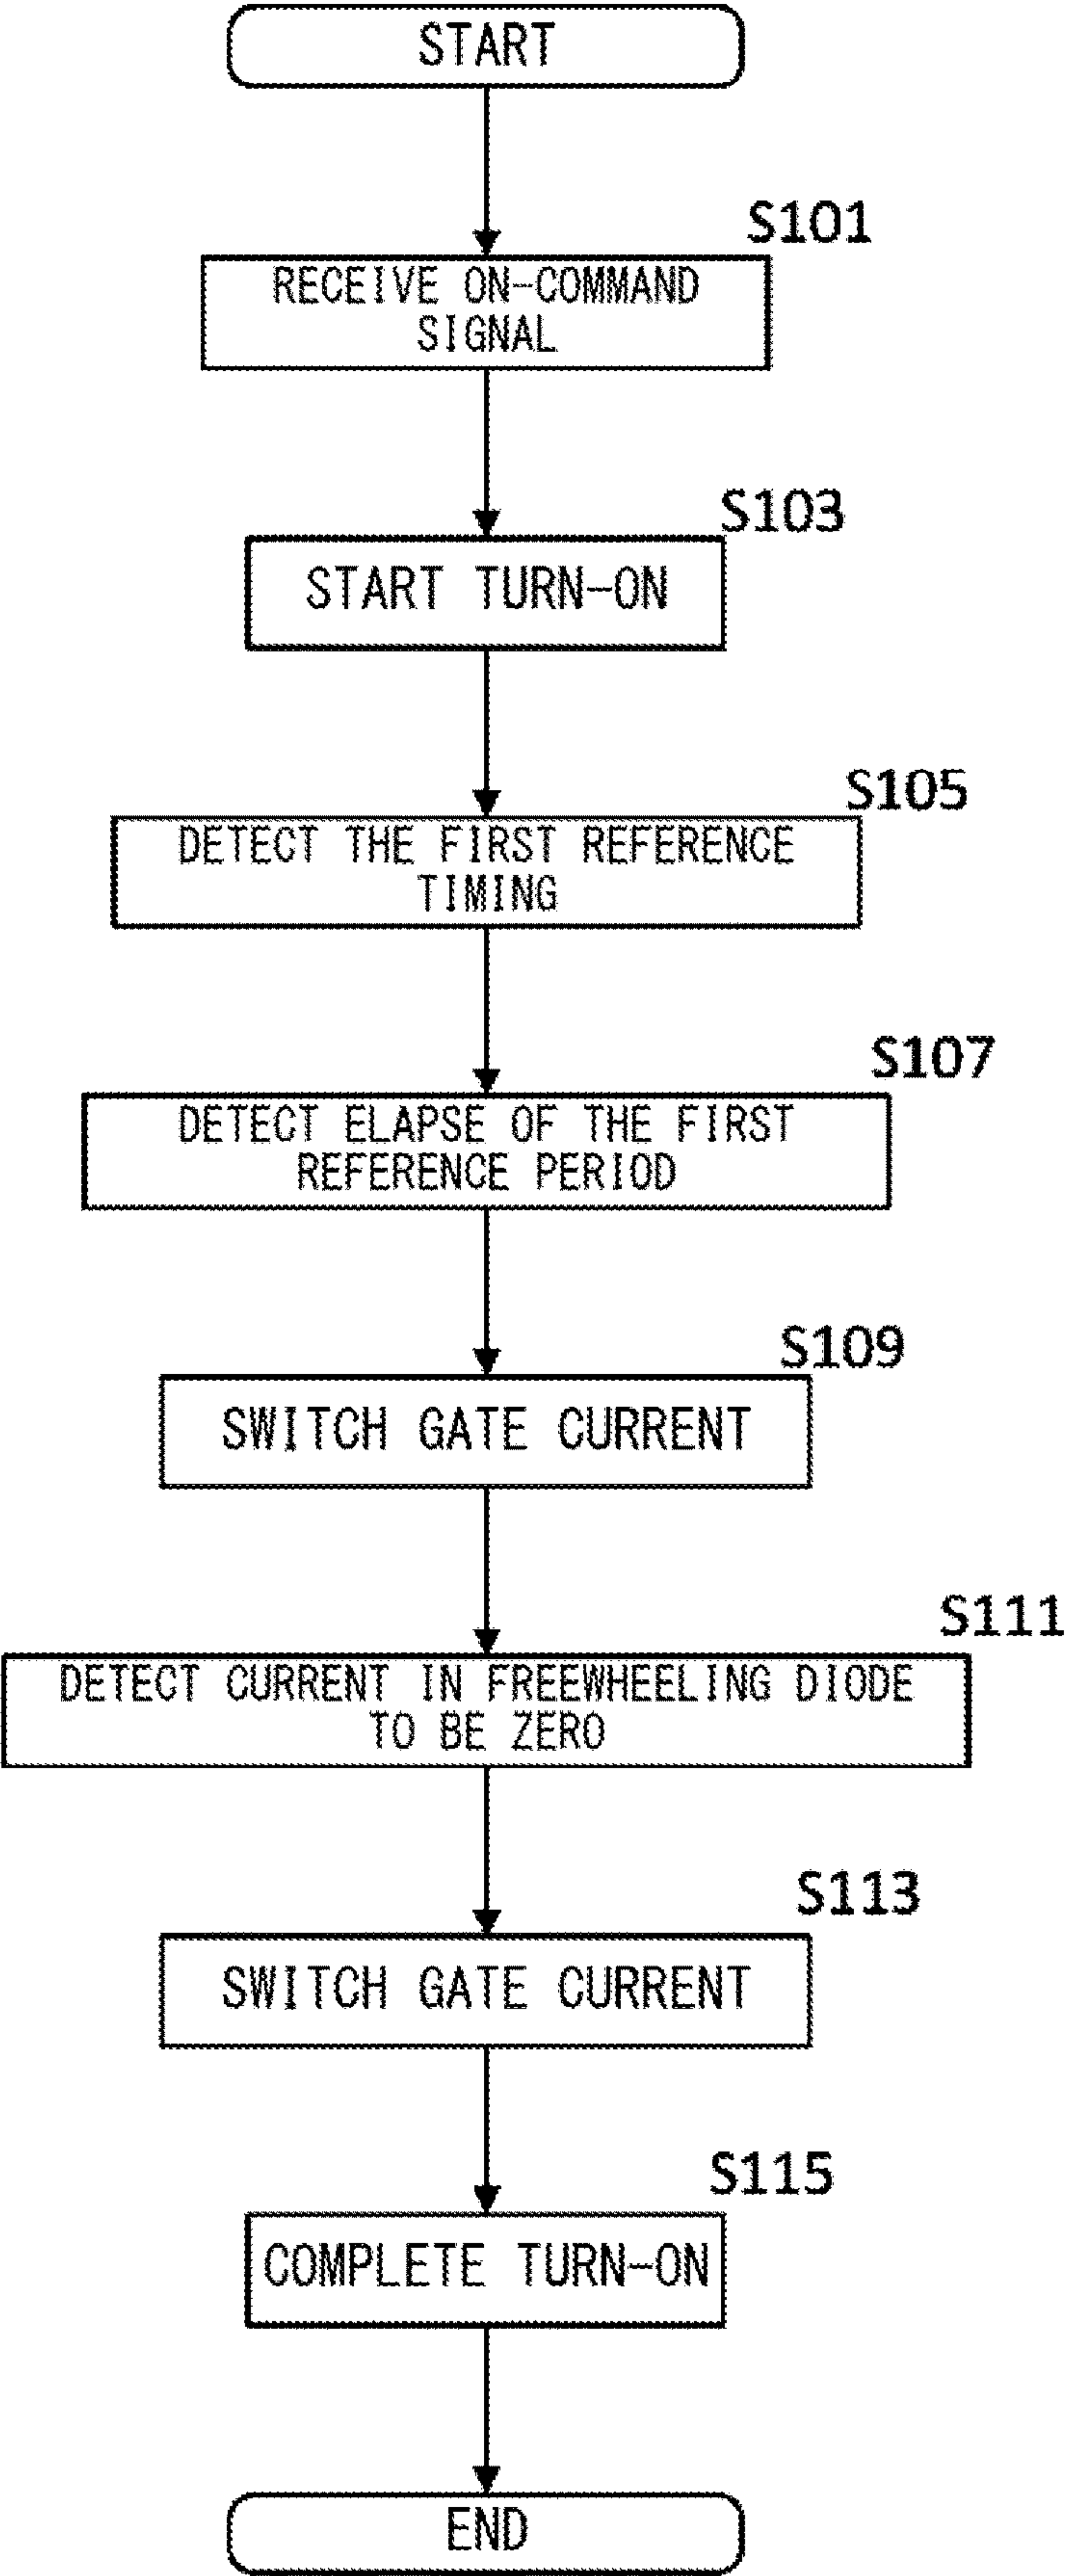 START
S101
RECEIVE ON-COMMAND
SIGNAL
S103
START TURN-ON
S105
DETECT THE FIRST REFERENCE
TIMING
S107
DETECT ELAPSE OF THE FIRST
REFERENCE PERIOD
S109
SWITCH GATE CURRENT
S111
DETECT CURRENT IN FREEWHEELING DIODE
TO BE ZERO
S113
SWITCH GATE CURRENT
S115
COMPLETE TURN-ON
END